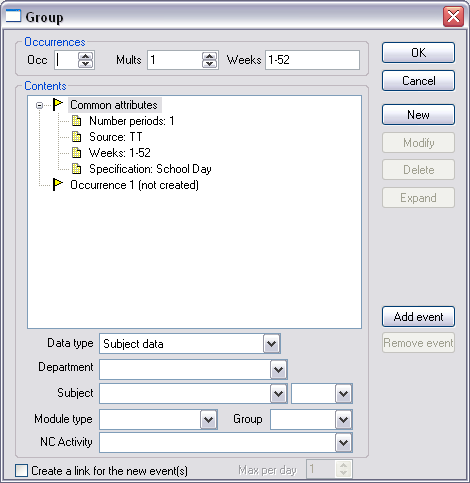 Group
Occurrences
Occ
Mults 1
Weeks 1-52
OK
Cancel
Contents
Common attributes
Number periods: 1
Source: TT
Weeks: 1-52
Specification: School Day
Occurrence 1 (not created)
New
Modify
Delete
Expand
Add event
Remove event
Data type Subject data
Department
Subject
Module type
Group
NC Activity
Create a link for the new event(s)
Max per day 1